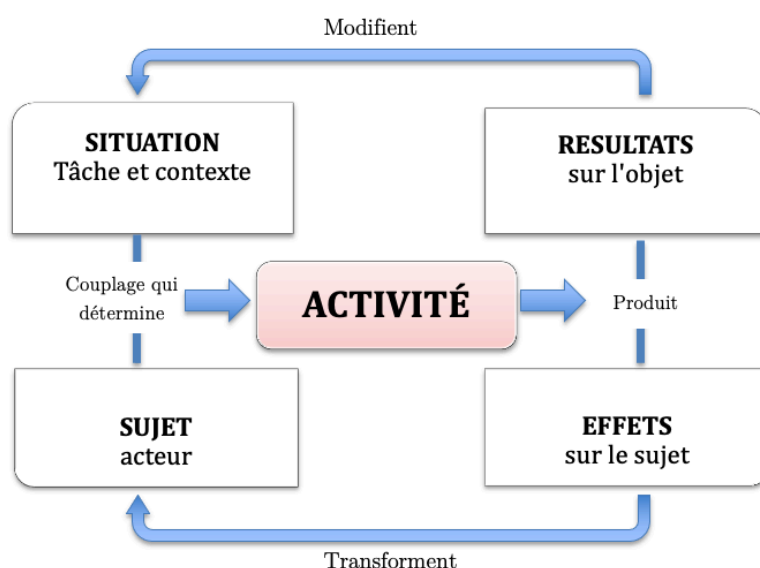 Modifient
SITUATION
Tâche et contexte
RESULTATS
sur l'objet
Couplage qui
détermine
ACTIVITÉ
Produit
SUJET
acteur
EFFETS
sur le sujet
Transforment